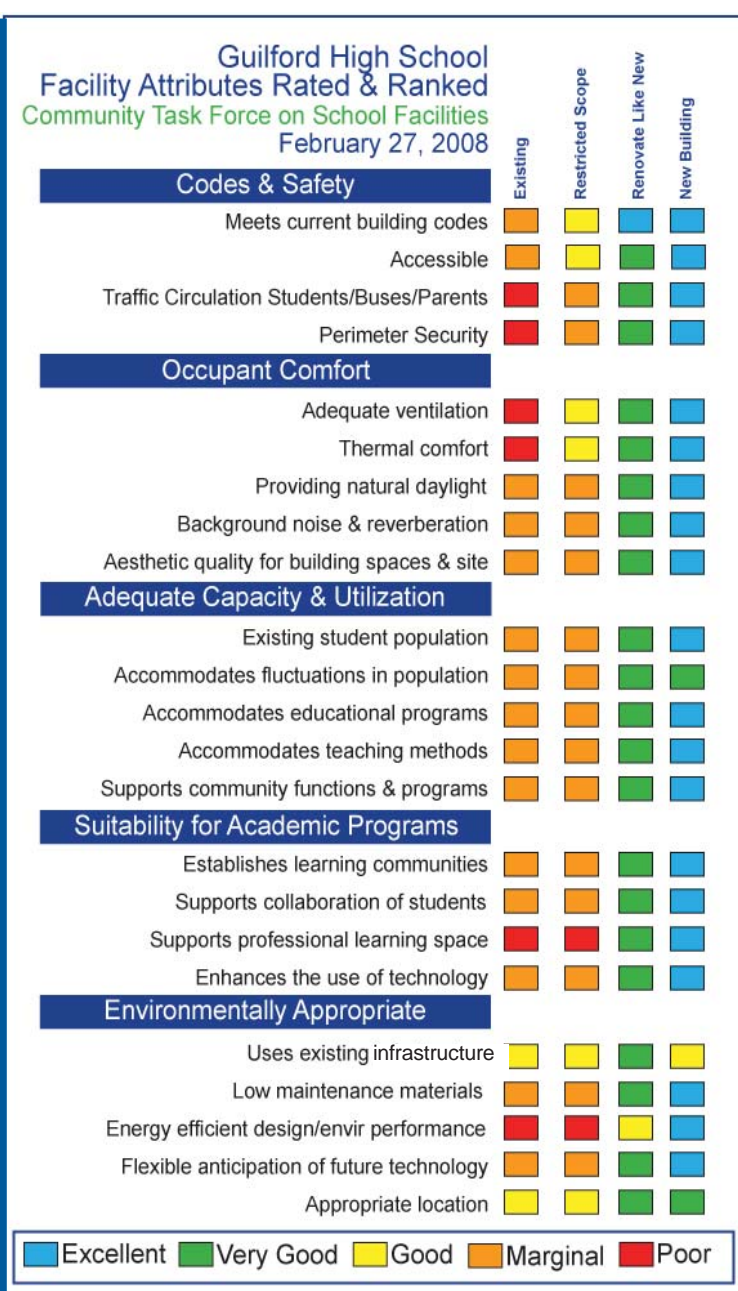 Guilford High School
Facility Attributes Rated & Ranked
Community Task Force on School Facilities
February 27, 2008
Existing
Restricted Scope
Renovate Like New
New Building
Codes & Safety
Meets current building codes
Accessible
Traffic Circulation Students/Buses/Parents
Perimeter Security
Occupant Comfort
Adequate ventilation
Thermal comfort
Providing natural daylight
Background noise & reverberation
Aesthetic quality for building spaces & site
Adequate Capacity & Utilization
Existing student population
Accommodates fluctuations in population
Accommodates educational programs
Accommodates teaching methods
Supports community functions & programs
Suitability for Academic Programs
Establishes learning communities
Supports collaboration of students
Supports professional learning space
Enhances the use of technology
Environmentally Appropriate
Uses existing infrastructure
Low maintenance materials
Energy efficient design/envir performance
Flexible anticipation of future technology
Appropriate location
Excellent Very Good Good Marginal Poor